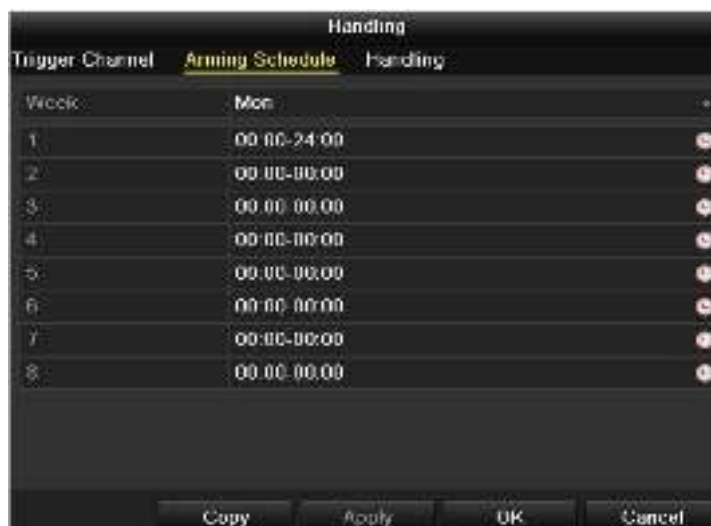 Handling
Trigger Channel Arming Schedule Handling
Week Mon
1 00:00-24:00
2 00:00-00:00
3 00:00-00:00
4 00:00-00:00
5 00:00-00:00
6 00:00-00:00
7 00:00-00:00
8 00:00-00:00
Copy Apply OK Cancel